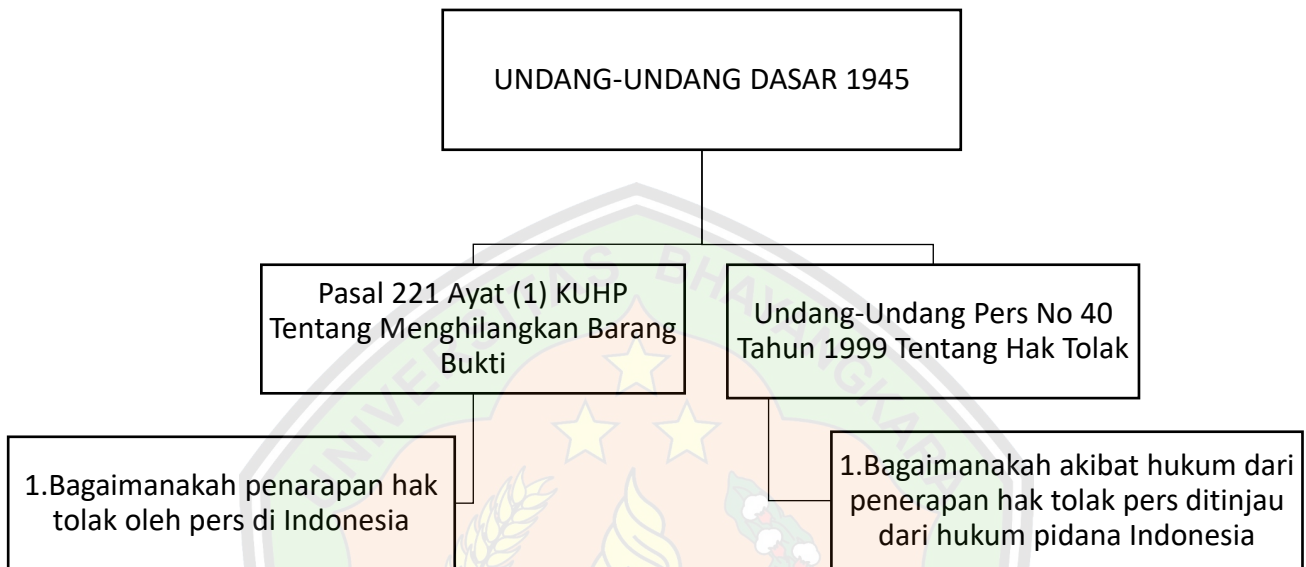 UNDANG-UNDANG DASAR 1945
Pasal 221 Ayat (1) KUHP
Tentang Menghilangkan Barang
Bukti
Undang-Undang Pers No 40
Tahun 1999 Tentang Hak Tolak
1.Bagaimanakah penarapan hak
tolak oleh pers di Indonesia
1.Bagaimanakah akibat hukum dari
penerapan hak tolak pers ditinjau
dari hukum pidana Indonesia
UNIVERSITAS BHAYANGKARA